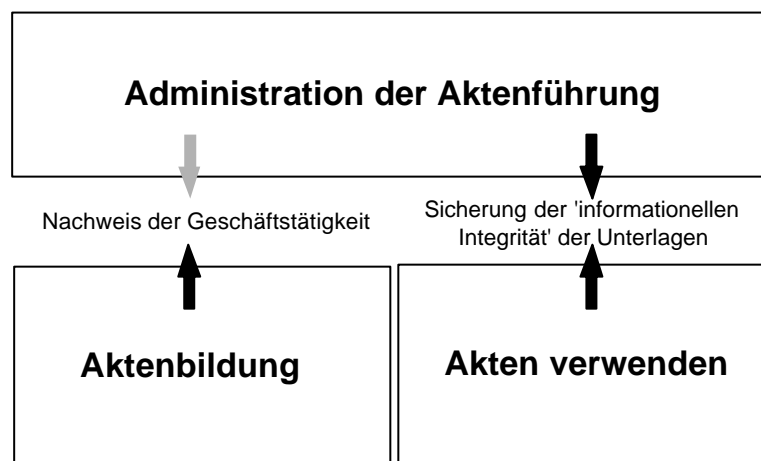 Administration der Aktenführung
Nachweis der Geschäftstätigkeit
Sicherung der 'informationellen
Integrität' der Unterlagen
Aktenbildung
Akten verwenden